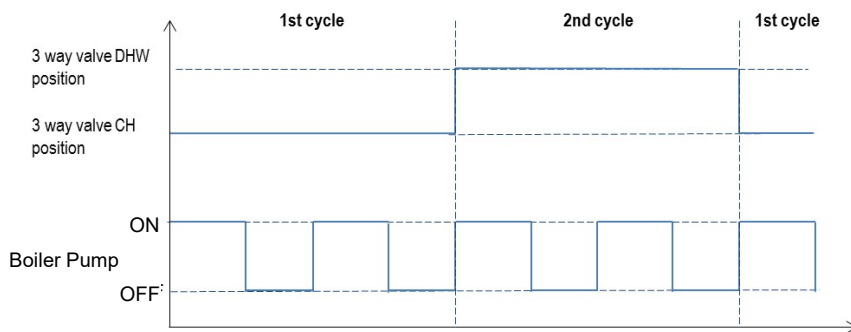 1st cycle
2nd cycle
1st cycle
3 way valve DHW
position
3 way valve CH
position
ON
Boiler Pump
OFF: